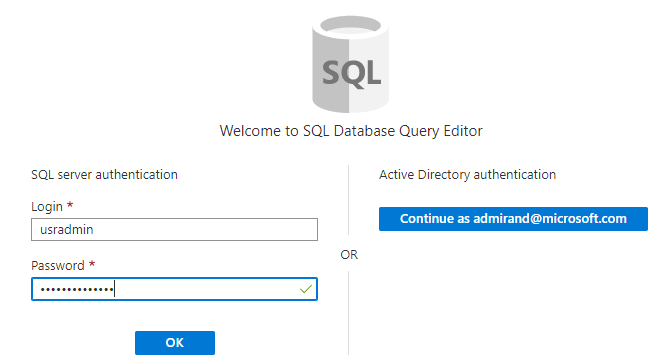 SQL
Welcome to SQL Database Query Editor
SQL server authentication
Login *
usradmin
Password *
••••••••••••••
OK
OR
Active Directory authentication
Continue as admirand@microsoft.com